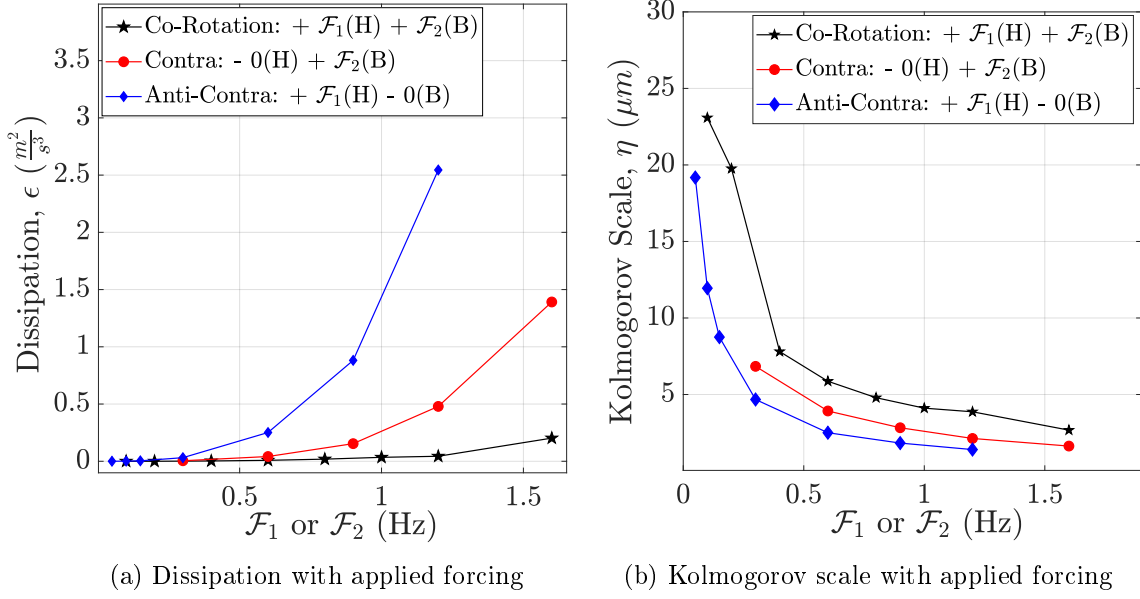 Co-Rotation: + F₁(H) + F₂(B)
Contra: - 0(H) + F₂(B)
Anti-Contra: + F₁(H) - 0(B)
3.5
3
2.5
2
1.5
1
0.5
0
Dissipation, ϵ (m²/s³)
0.5 1 1.5
F₁ or F₂ (Hz)
(a) Dissipation with applied forcing
Co-Rotation: + F₁(H) + F₂(B)
Contra: - 0(H) + F₂(B)
Anti-Contra: + F₁(H) - 0(B)
30
25
20
15
10
5
Kolmogorov Scale, η (μm)
0 0.5 1 1.5
F₁ or F₂ (Hz)
(b) Kolmogorov scale with applied forcing